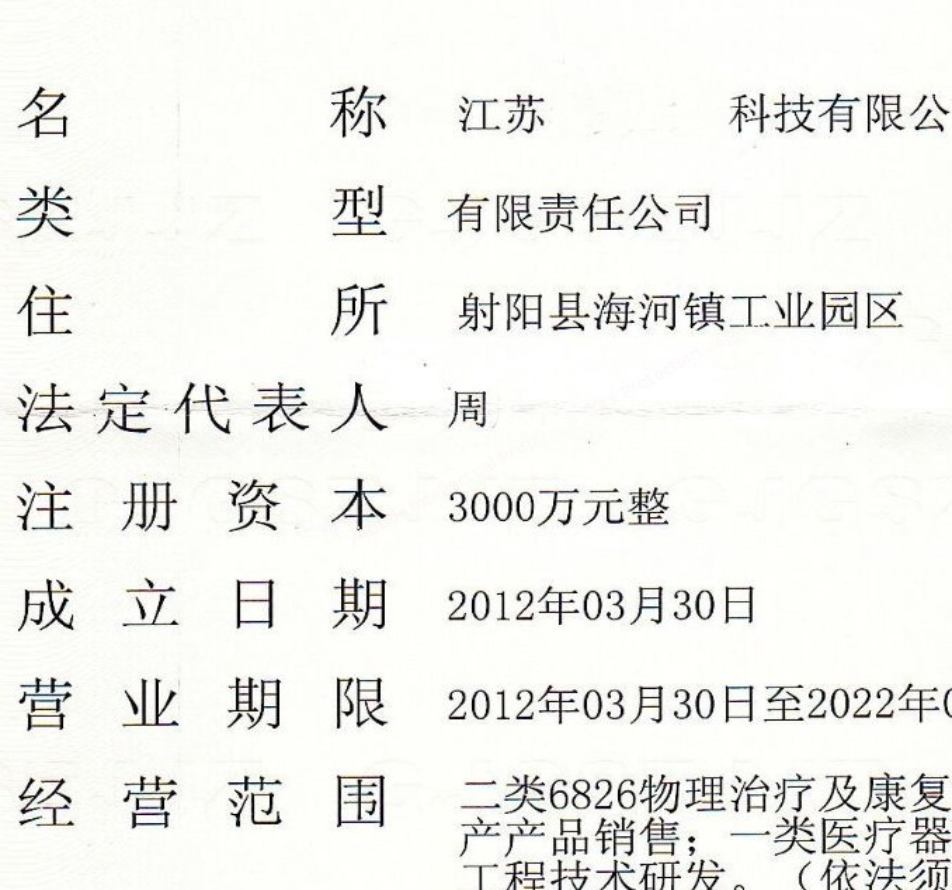 名称 江苏 科技有限公
类型 有限责任公司
住所 射阳县海河镇工业园区
法定代表人 周
注册资本 3000万元整
成立日期 2012年03月30日
营业期限 2012年03月30日至2022年0
经营范围 二类6826物理治疗及康复
产产品销售；一类医疗器
工程技术研发。（依法须